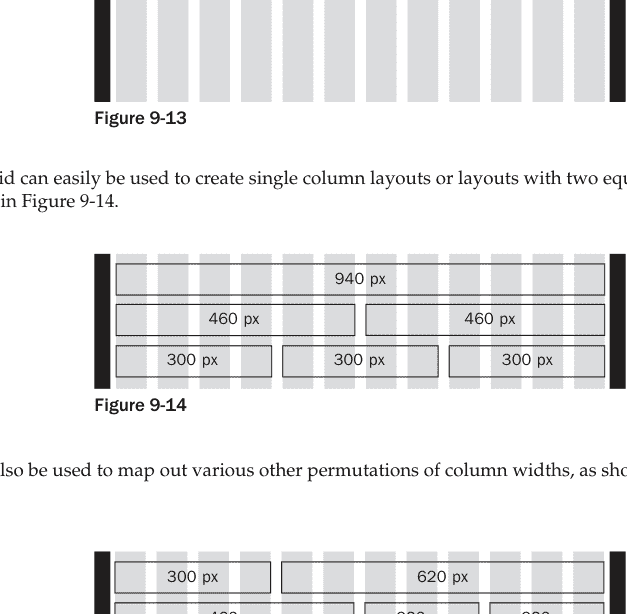 Figure 9-13
id can easily be used to create single column layouts or layouts with two equ
in Figure 9-14.
940 px
460 px 460 px
300 px 300 px 300 px
Figure 9-14
lso be used to map out various other permutations of column widths, as sho
300 px 620 px